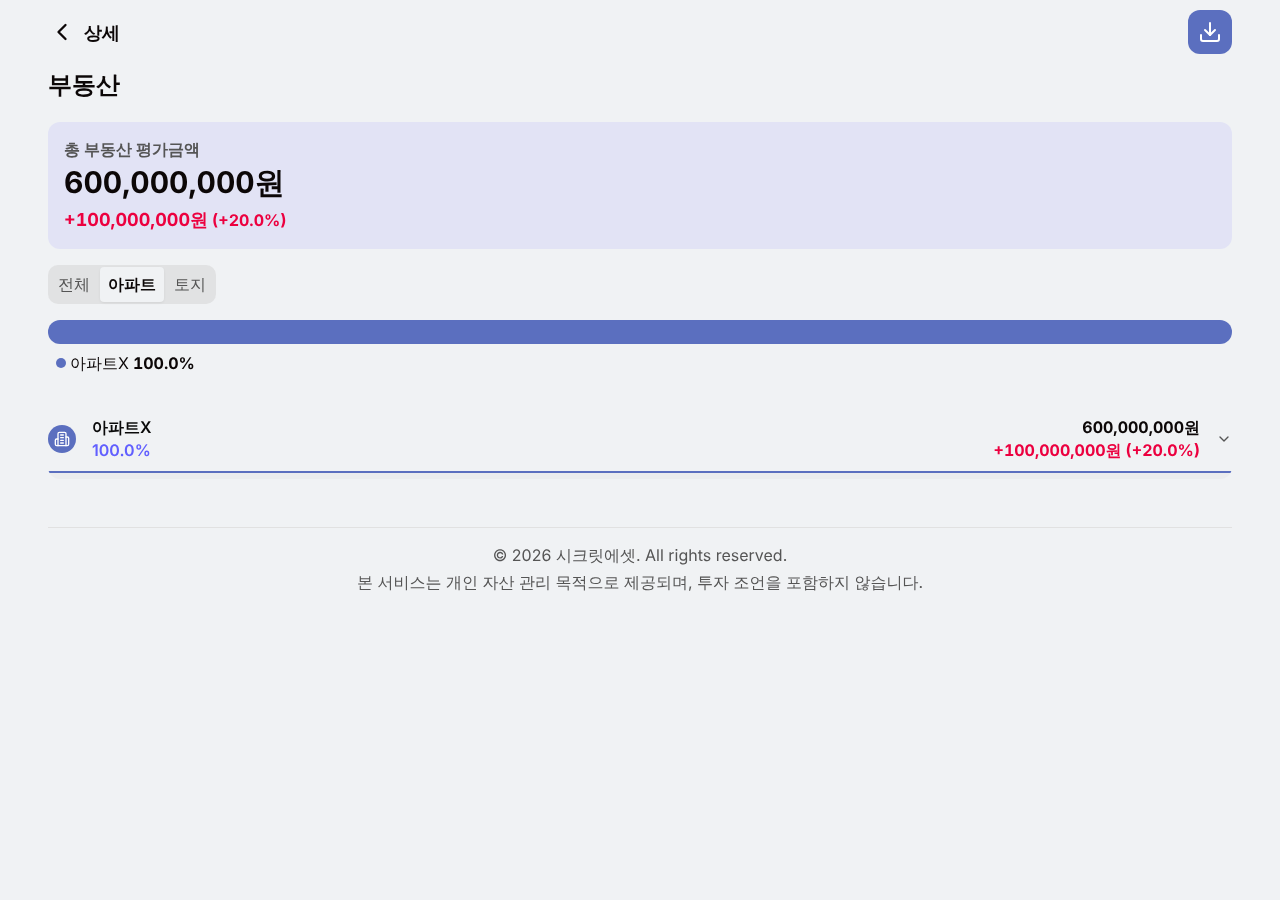 상세
부동산
총 부동산 평가금액
600,000,000원
+100,000,000원 (+20.0%)
전체 아파트 토지
아파트X 100.0%
아파트X 600,000,000원
100.0% +100,000,000원 (+20.0%)
© 2026 시크릿에셋. All rights reserved.
본 서비스는 개인 자산 관리 목적으로 제공되며, 투자 조언을 포함하지 않습니다.